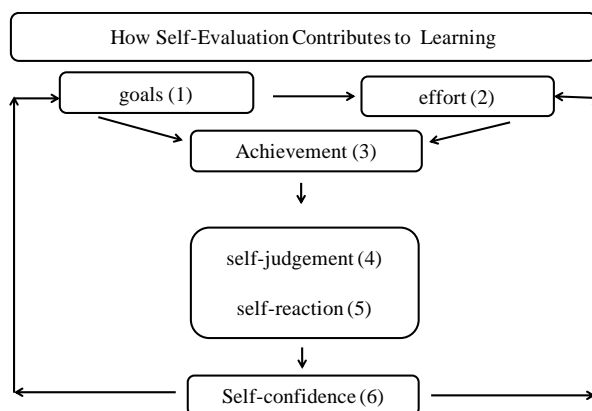 How Self-Evaluation Contributes to Learning
goals (1)
effort (2)
Achievement (3)
self-judgement (4)
self-reaction (5)
Self-confidence (6)